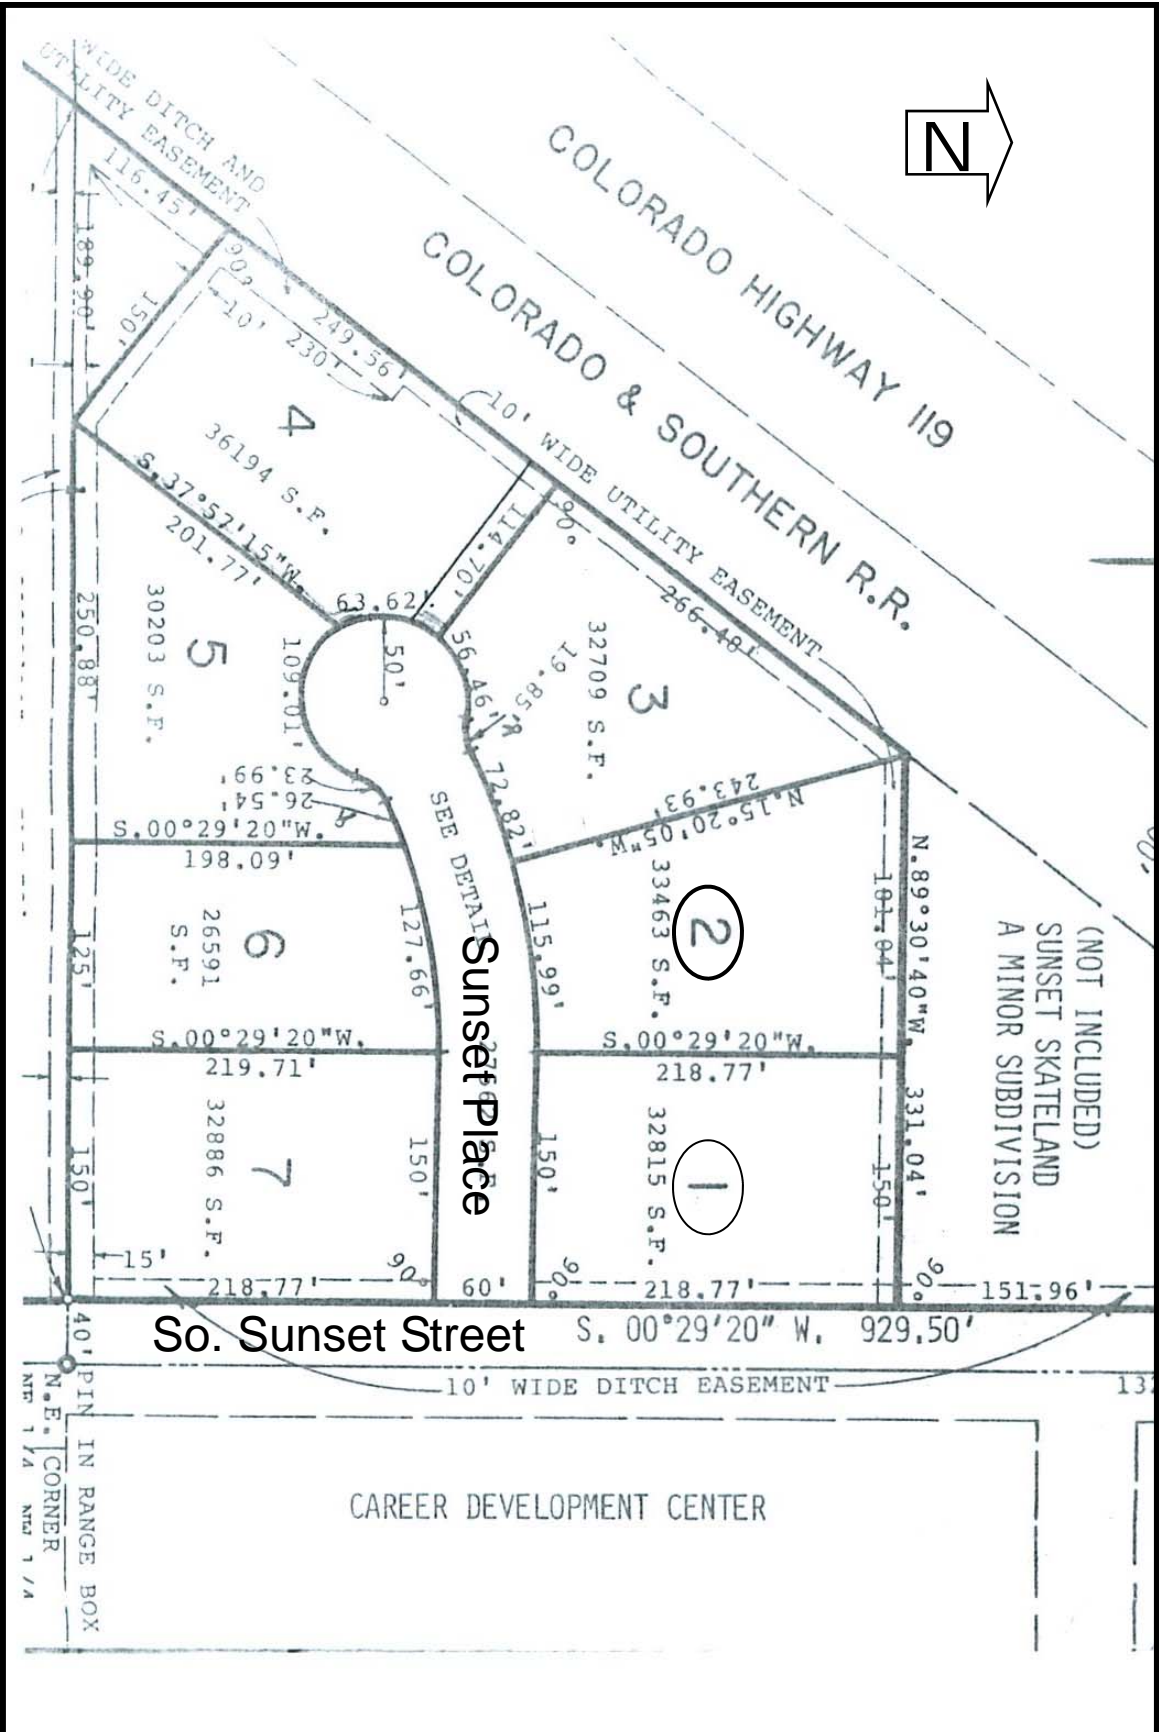 N
COLORADO HIGHWAY 119
COLORADO & SOUTHERN R.R.
WIDE DITCH AND
UTILITY EASEMENT
116.45'
189.90'
150'
90°
10'
230'
249.56'
10' WIDE UTILITY EASEMENT
4
36194 S.F.
S.37°57'15"W.
201.77'
114.70'
90°
266.48'
63.62'
50'
56.46'
19.85'
3
32709 S.F.
5
30203 S.F.
250.88'
109.01'
23.99'
26.54'
&
72.82'
243.93'
N.15°20'05"W.
S.00°29'20"W.
198.09'
SEE DETAIL
6
26591
S.F.
125'
127.66'
115.99'
2
33463 S.F.
181.04'
N.89°30'40"W. 331.04'
(NOT INCLUDED)
SUNSET SKATELAND
A MINOR SUBDIVISION
S.00°29'20"W.
219.71'
Sunset Place
S.00°29'20"W.
218.77'
7
32886 S.F.
150'
150'
150'
1
32815 S.F.
150'
15'
218.77'
90°
60'
90°
218.77'
90°
151.96'
So. Sunset Street
S. 00°29'20" W. 929.50'
40'
10' WIDE DITCH EASEMENT
PIN IN RANGE BOX
N.E. CORNER
NE 1/4 NW 1/4
CAREER DEVELOPMENT CENTER